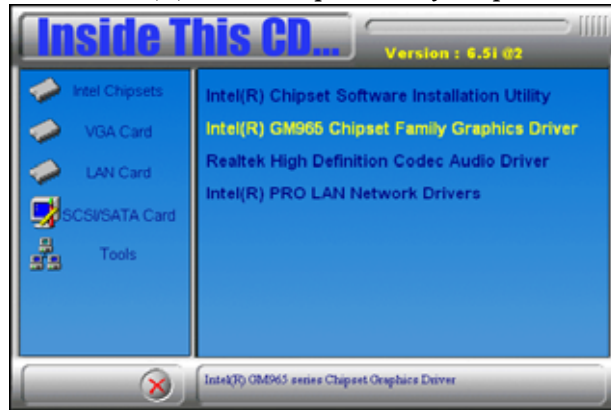 Inside This CD...
Version : 6.5i @2
Intel Chipsets
VGA Card
LAN Card
SCSI/SATA Card
Tools
Intel(R) Chipset Software Installation Utility
Intel(R) GM965 Chipset Family Graphics Driver
Realtek High Definition Codec Audio Driver
Intel(R) PRO LAN Network Drivers
Intel(R) GM965 series Chipset Graphics Driver